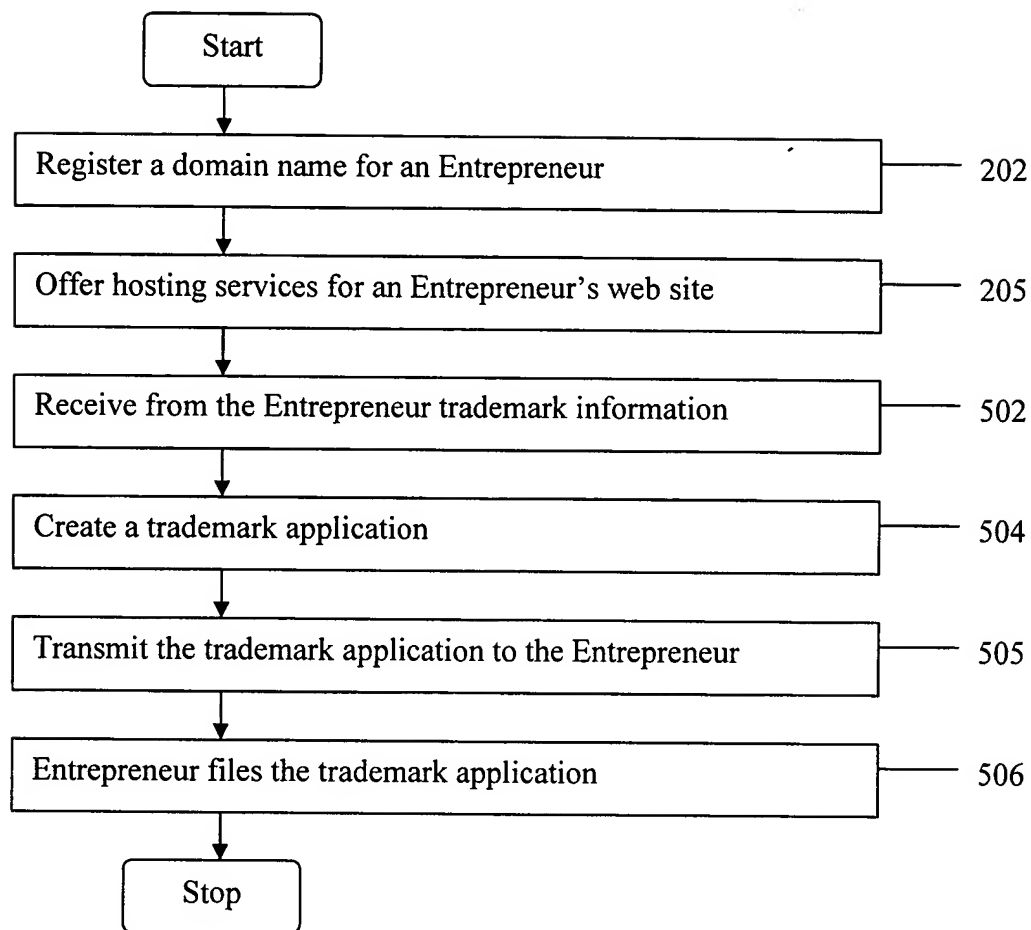 Start
Register a domain name for an Entrepreneur 202
Offer hosting services for an Entrepreneur's web site 205
Receive from the Entrepreneur trademark information 502
Create a trademark application 504
Transmit the trademark application to the Entrepreneur 505
Entrepreneur files the trademark application 506
Stop